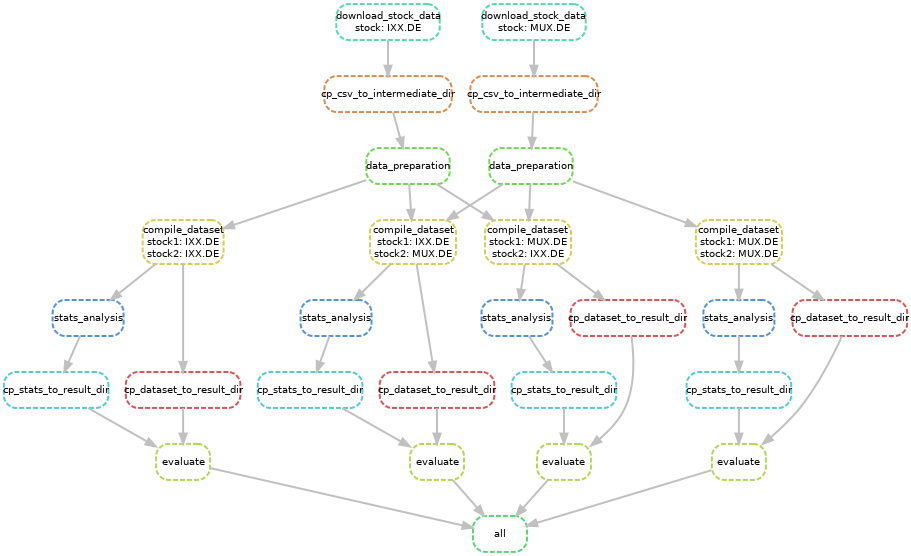 download_stock_data
stock: IXX.DE
download_stock_data
stock: MUX.DE
cp_csv_to_intermediate_dir
cp_csv_to_intermediate_dir
data_preparation
data_preparation
compile_dataset
stock1: IXX.DE
stock2: IXX.DE
compile_dataset
stock1: IXX.DE
stock2: MUX.DE
compile_dataset
stock1: MUX.DE
stock2: IXX.DE
compile_dataset
stock1: MUX.DE
stock2: MUX.DE
stats_analysis
stats_analysis
stats_analysis
cp_dataset_to_result_dir
stats_analysis
cp_dataset_to_result_dir
cp_stats_to_result_dir
cp_dataset_to_result_dir
cp_stats_to_result_dir
cp_dataset_to_result_dir
cp_stats_to_result_dir
cp_stats_to_result_dir
evaluate
evaluate
evaluate
evaluate
all